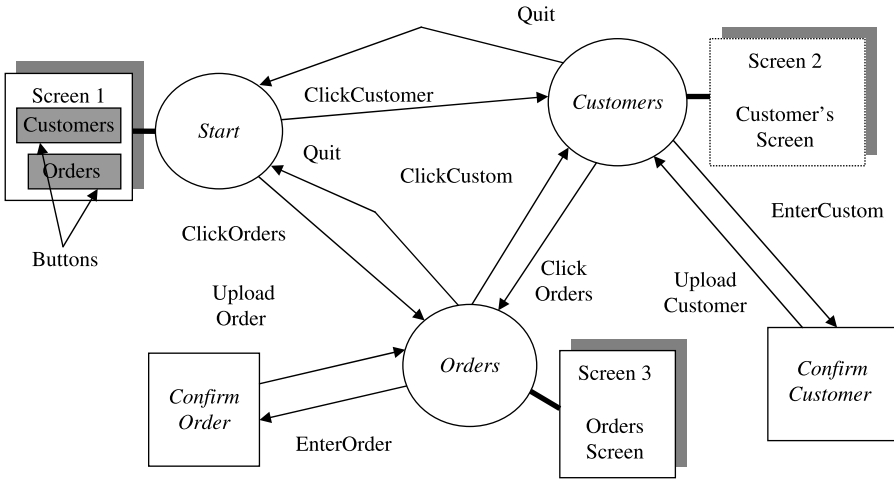 Quit
Screen 1
Customers
Orders
Buttons
Start
ClickCustomer
Customers
Screen 2
Customer's
Screen
Quit
ClickCustom
EnterCustom
ClickOrders
Click
Orders
Upload
Customer
Upload
Order
Confirm
Order
Orders
EnterOrder
Screen 3
Orders
Screen
Confirm
Customer